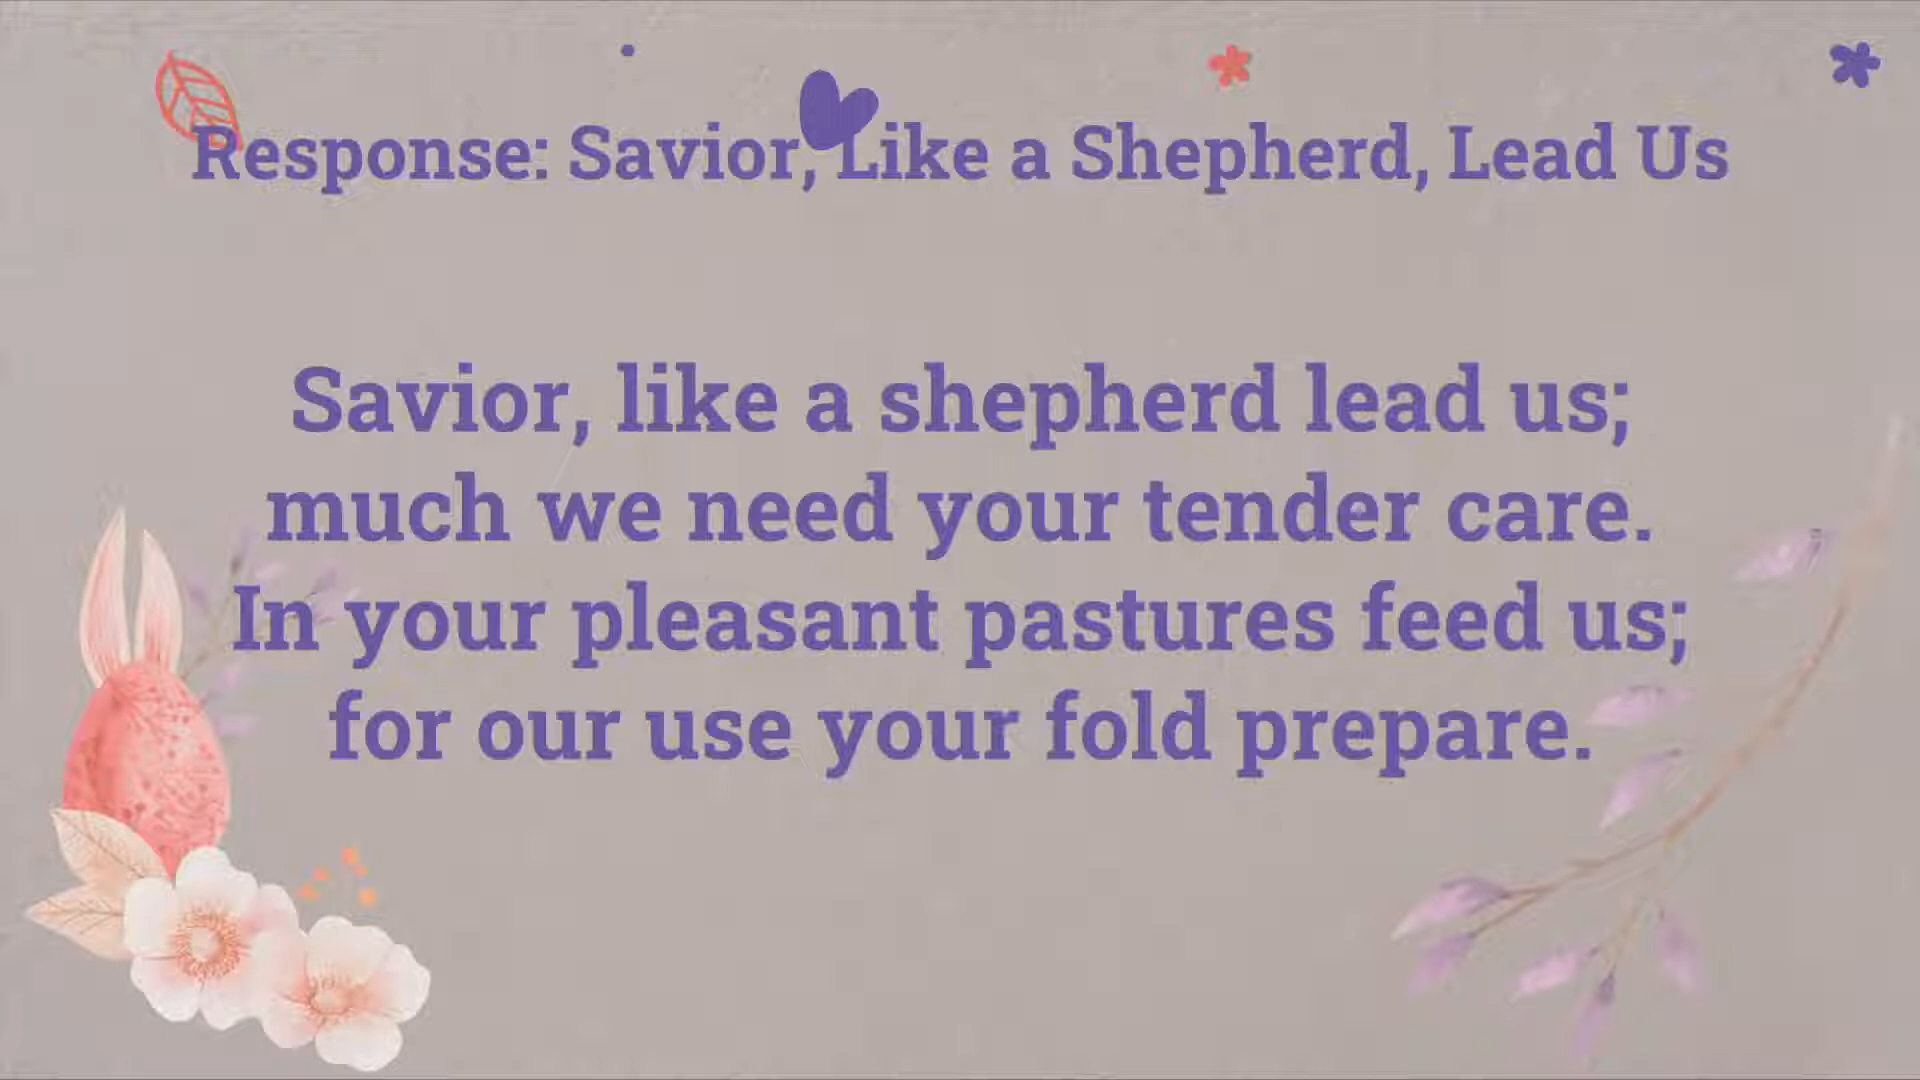 Response: Savior, Like a Shepherd, Lead Us
Savior, like a shepherd lead us;
much we need your tender care.
In your pleasant pastures feed us;
for our use your fold prepare.